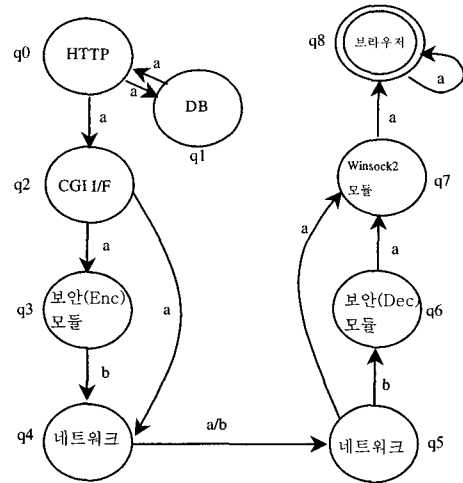 q0
HTTP
a
a
DB
q1
a
q2
CGI I/F
a
a
q3
보안(Enc)
모듈
b
q4
네트워크
a/b
q8
브라우저
a
a
q7
Winsock2
모듈
a
a
보안(Dec)
모듈
q6
b
네트워크
q5